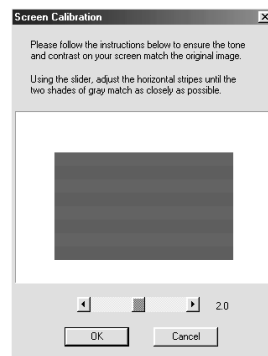 Screen Calibration
Please follow the instructions below to ensure the tone
and contrast on your screen match the original image.
Using the slider, adjust the horizontal stripes until the
two shades of gray match as closely as possible.
2.0
OK Cancel